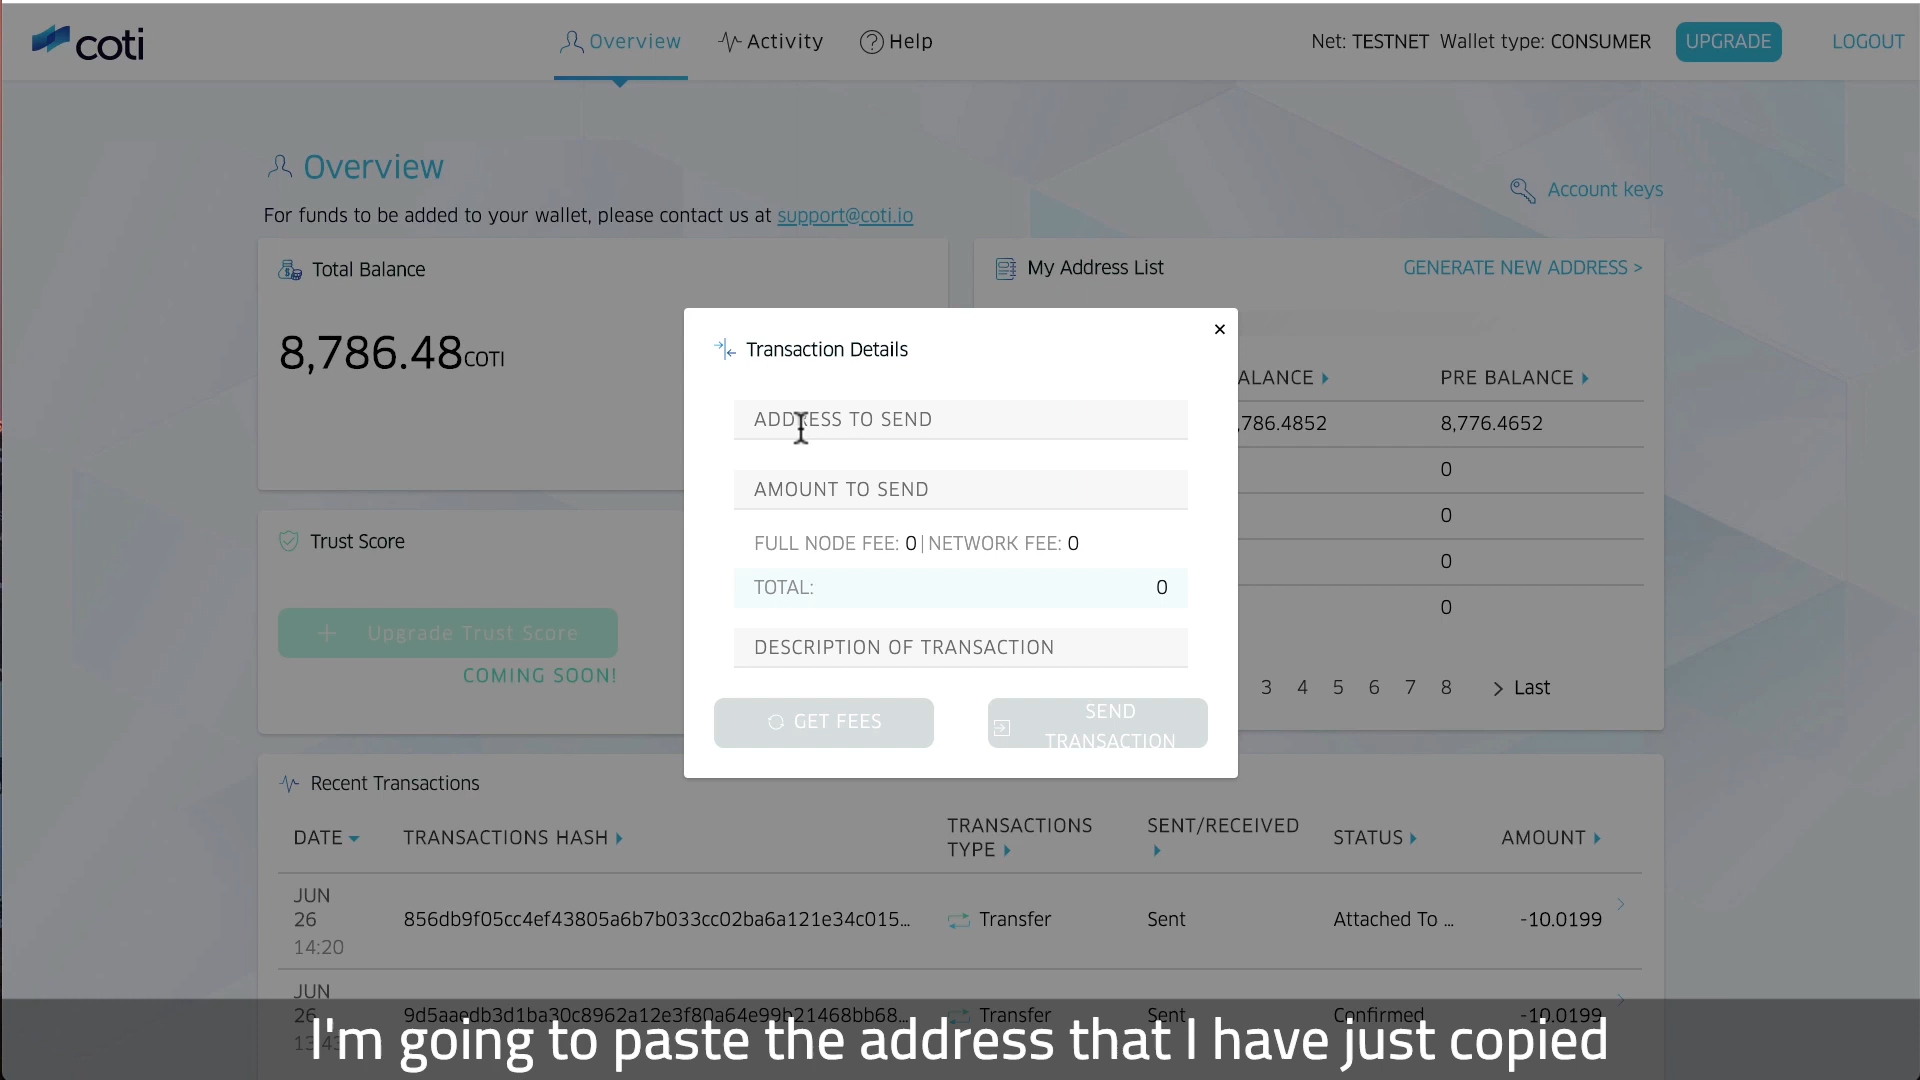 coti
Overview
Activity
Help
Net: TESTNET Wallet type: CONSUMER
UPGRADE
LOGOUT
Overview
Account keys
For funds to be added to your wallet, please contact us at support@coti.io
Total Balance
8,786.48COTI
My Address List
GENERATE NEW ADDRESS >
ALANCE
PRE BALANCE
,786.4852
8,776.4652
0
0
0
0
3 4 5 6 7 8 > Last
Trust Score
+ Upgrade Trust Score
COMING SOON!
×
Transaction Details
ADDRESS TO SEND
AMOUNT TO SEND
FULL NODE FEE: 0 | NETWORK FEE: 0
TOTAL: 0
DESCRIPTION OF TRANSACTION
GET FEES
SEND
TRANSACTION
Recent Transactions
DATE
TRANSACTIONS HASH
TRANSACTIONS
TYPE
SENT/RECEIVED
STATUS
AMOUNT
JUN
26
14:20
856db9f05cc4ef43805a6b7b033cc02ba6a121e34c015...
Transfer
Sent
Attached To ...
-10.0199
JUN
26
9d5aaedb3d1ba30c8962a12e3f80a64e99b21468bb68...
Transfer
Sent
Confirmed
-10.0199
I'm going to paste the address that I have just copied